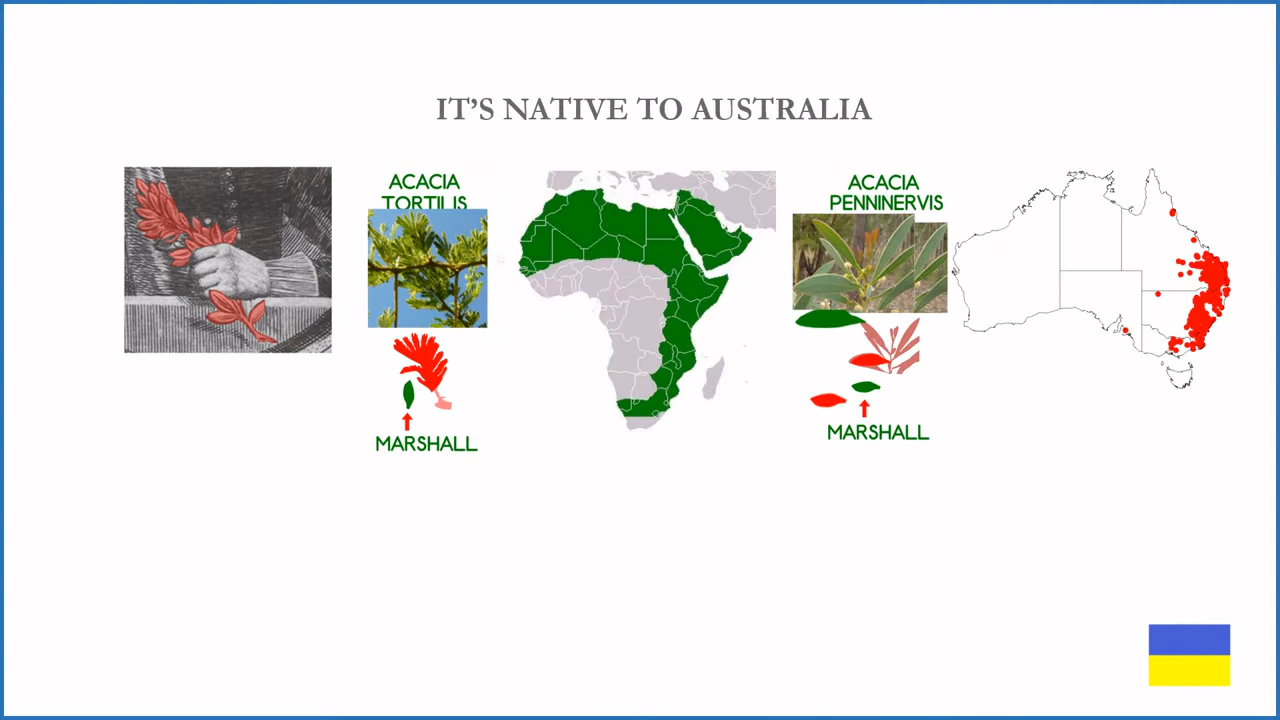 IT'S NATIVE TO AUSTRALIA
ACACIA
TORTILIS
ACACIA
PENNINERVIS
MARSHALL
MARSHALL